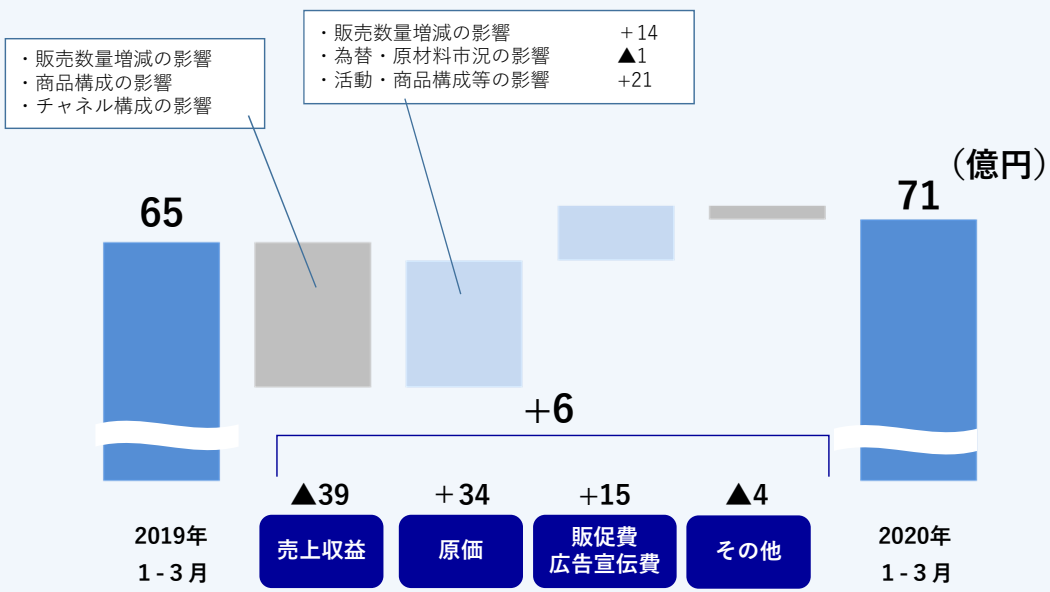 ・販売数量増減の影響
・商品構成の影響
・チャネル構成の影響
・販売数量増減の影響 +14
・為替・原材料市況の影響 ▲1
・活動・商品構成等の影響 +21
（億円）
65
71
+6
▲39 +34 +15 ▲4
2019年
1-3月
売上収益
原価
販促費
広告宣伝費
その他
2020年
1-3月